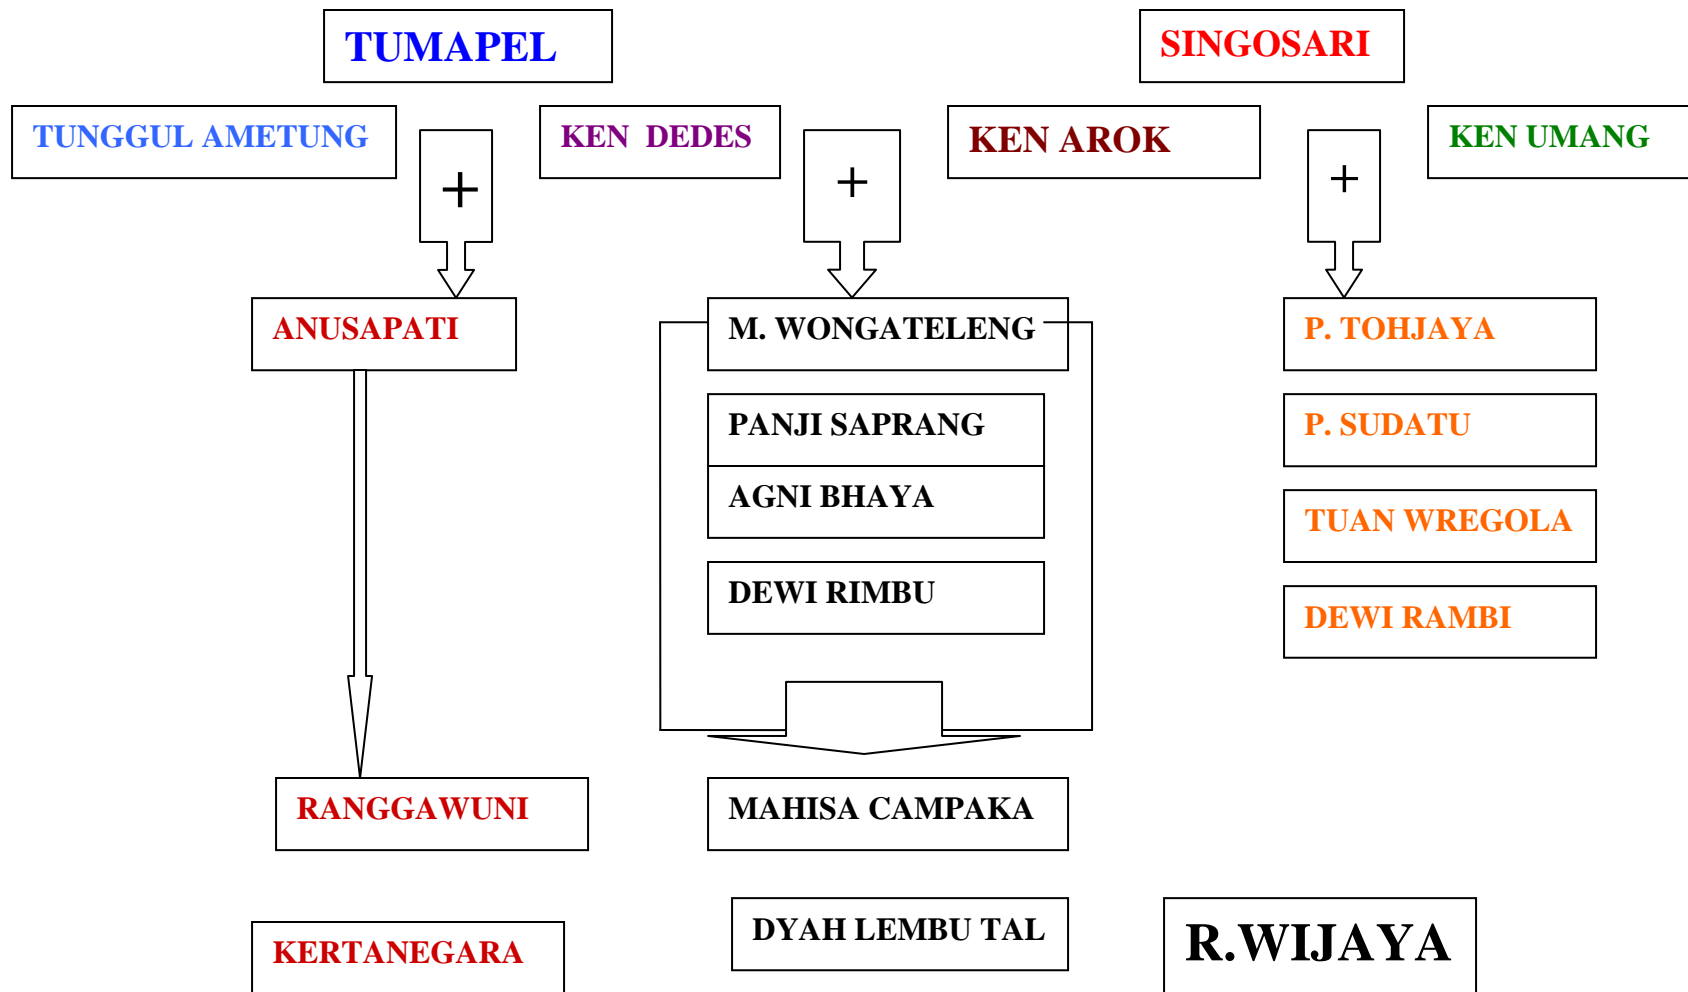 TUMAPEL
SINGOSARI
TUNGGUL AMETUNG
+
KEN DEDES
+
KEN AROK
+
KEN UMANG
ANUSAPATI
M. WONGATELENG
P. TOHJAYA
PANJI SAPRANG
P. SUDATU
AGNI BHAYA
TUAN WREGOLA
DEWI RIMBU
DEWI RAMBI
RANGGAWUNI
MAHISA CAMPAKA
KERTANEGARA
DYAH LEMBU TAL
R.WIJAYA